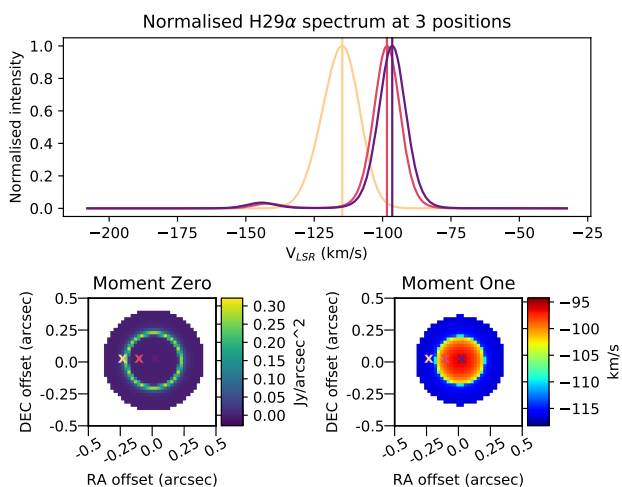 Normalised H29α spectrum at 3 positions
Normalised intensity
1.0
0.8
0.6
0.4
0.2
0.0
−200 −175 −150 −125 −100 −75 −50 −25
V_LSR (km/s)
Moment Zero
DEC offset (arcsec)
0.5
0.25
0.0
-0.25
-0.5
-0.5 -0.25 0.0 0.25 0.5
RA offset (arcsec)
0.30
0.25
0.20
0.15
0.10
0.05
0.00
Jy/arcsec^2
Moment One
DEC offset (arcsec)
0.5
0.25
0.0
-0.25
-0.5
-0.5 -0.25 0.0 0.25 0.5
RA offset (arcsec)
−95
−100
−105
−110
−115
km/s